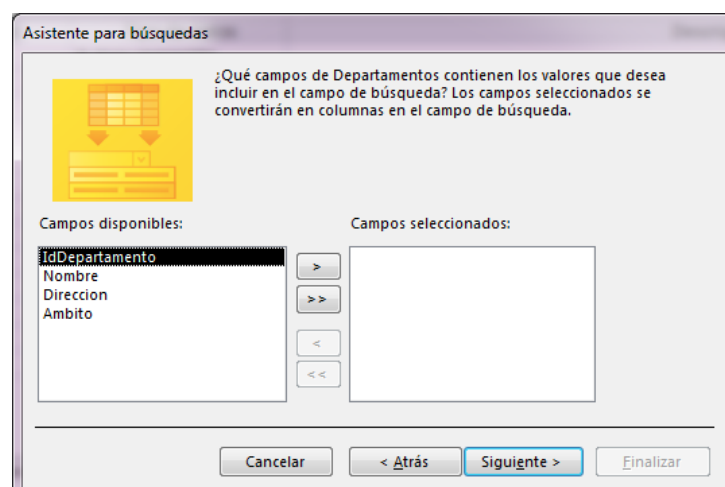 Asistente para búsquedas
¿Qué campos de Departamentos contienen los valores que desea
incluir en el campo de búsqueda? Los campos seleccionados se
convertirán en columnas en el campo de búsqueda.
Campos disponibles:
Campos seleccionados:
IdDepartamento
Nombre
Direccion
Ambito
>
>>
<
<<
Cancelar
< Atrás
Siguiente >
Finalizar